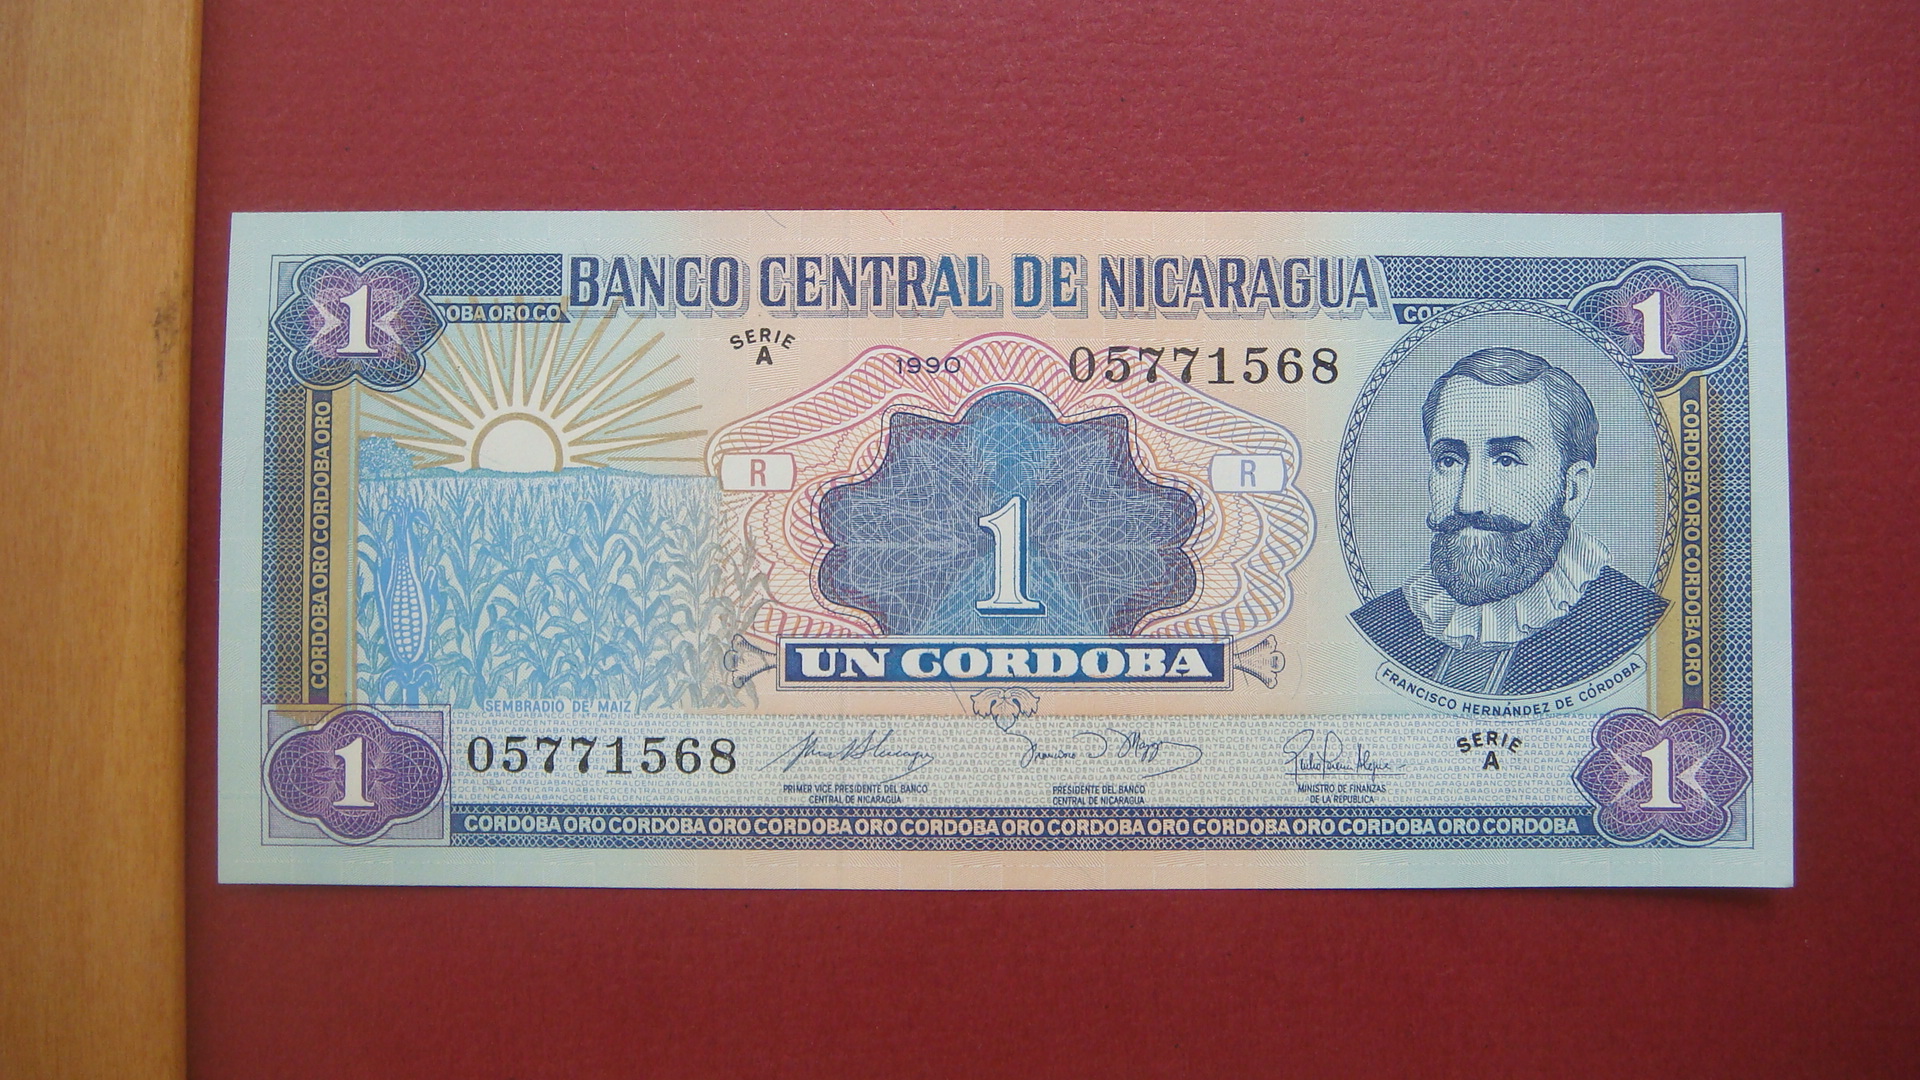 BANCO CENTRAL DE NICARAGUA
1
OBA ORO CO
COR
1
SERIE
A
1990
05771568
R
R
1
UN CORDOBA
CORDOBA ORO CORDOBA ORO
CORDOBA ORO CORDOBA ORO
FRANCISCO HERNÁNDEZ DE CÓRDOBA
SEMBRADIO DE MAIZ
1
05771568
PRIMER VICE PRESIDENTE DEL BANCO
CENTRAL DE NICARAGUA
PRESIDENTE DEL BANCO
CENTRAL DE NICARAGUA
MINISTRO DE FINANZAS
DE LA REPUBLICA
SERIE
A
1
CORDOBA ORO CORDOBA ORO CORDOBA ORO CORDOBA ORO CORDOBA ORO CORDOBA ORO CORDOBA ORO CORDOBA